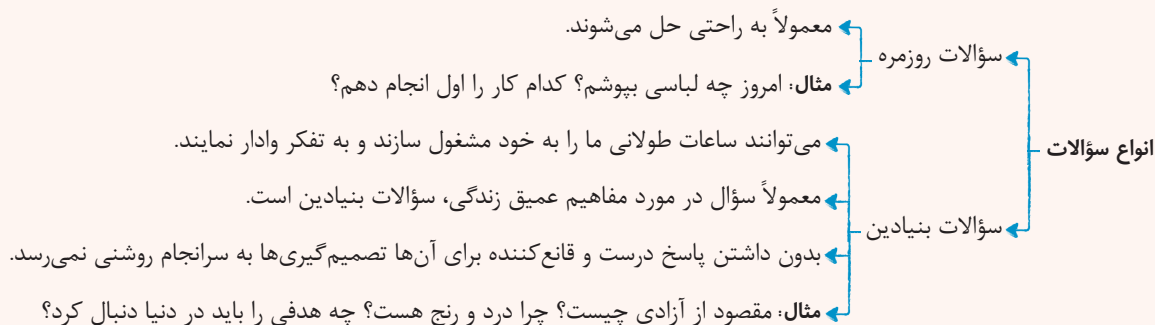 انواع سؤالات
سؤالات روزمره
معمولاً به راحتی حل می‌شوند.
مثال: امروز چه لباسی بپوشم؟ کدام کار را اول انجام دهم؟
سؤالات بنیادین
می‌توانند ساعات طولانی ما را به خود مشغول سازند و به تفکر وادار نمایند.
معمولاً سؤال در مورد مفاهیم عمیق زندگی، سؤالات بنیادین است.
بدون داشتن پاسخ درست و قانع‌کننده برای آن‌ها تصمیم‌گیری‌ها به سرانجام روشنی نمی‌رسد.
مثال: مقصود از آزادی چیست؟ چرا درد و رنج هست؟ چه هدفی را باید در دنیا دنبال کرد؟